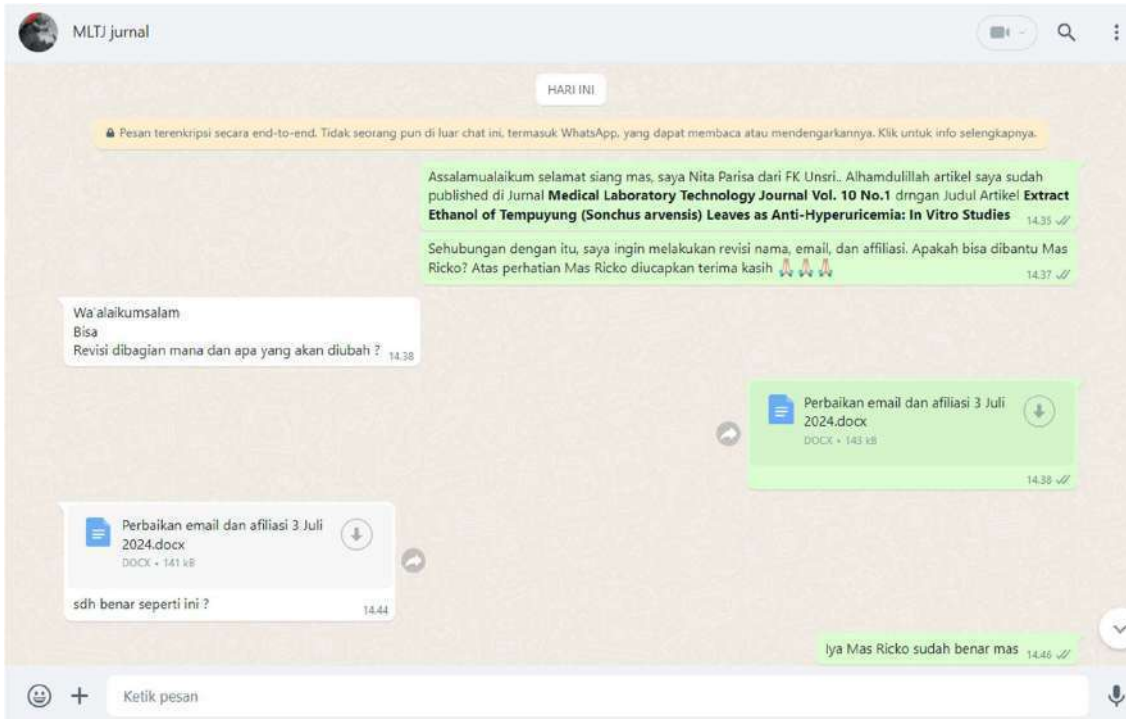 MLTJ jurnal
HARI INI
Pesan terenkripsi secara end-to-end. Tidak seorang pun di luar chat ini, termasuk WhatsApp, yang dapat membaca atau mendengarkannya. Klik untuk info selengkapnya.
Assalamualaikum selamat siang mas, saya Nita Parisa dari FK Unsri.. Alhamdulillah artikel saya sudah
published di Jurnal Medical Laboratory Technology Journal Vol. 10 No.1 drngan Judul Artikel Extract
Ethanol of Tempuyung (Sonchus arvensis) Leaves as Anti-Hyperuricemia: In Vitro Studies 14.35
Sehubungan dengan itu, saya ingin melakukan revisi nama, email, dan affiliasi. Apakah bisa dibantu Mas
Ricko? Atas perhatian Mas Ricko diucapkan terima kasih 🙏🏻 🙏🏻 🙏🏻 14.37
Wa'alaikumsalam
Bisa
Revisi dibagian mana dan apa yang akan diubah ? 14.38
Perbaikan email dan afiliasi 3 Juli
2024.docx
DOCX • 143 kB
14.38
Perbaikan email dan afiliasi 3 Juli
2024.docx
DOCX • 141 kB
sdh benar seperti ini ? 14.44
Iya Mas Ricko sudah benar mas 14.46
Ketik pesan